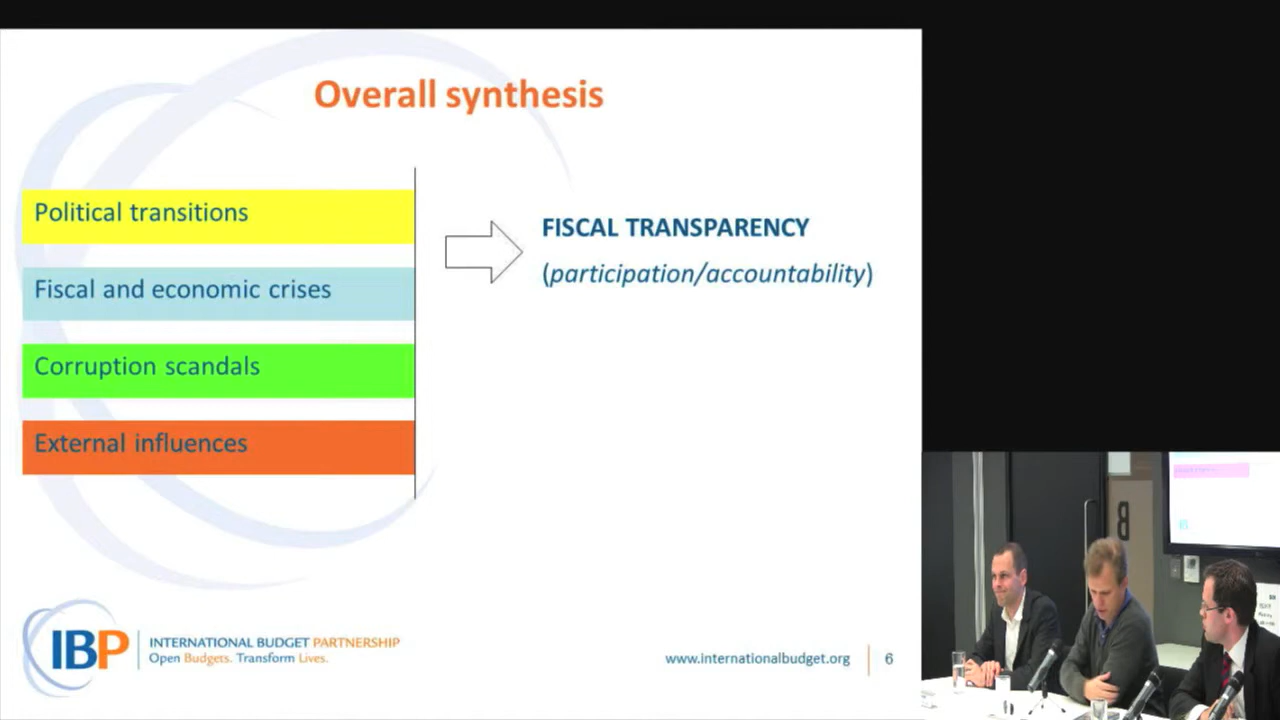 Overall synthesis
Political transitions
Fiscal and economic crises
Corruption scandals
External influences
FISCAL TRANSPARENCY
(participation/accountability)
IBP
INTERNATIONAL BUDGET PARTNERSHIP
Open Budgets. Transform Lives.
www.internationalbudget.org
6
B